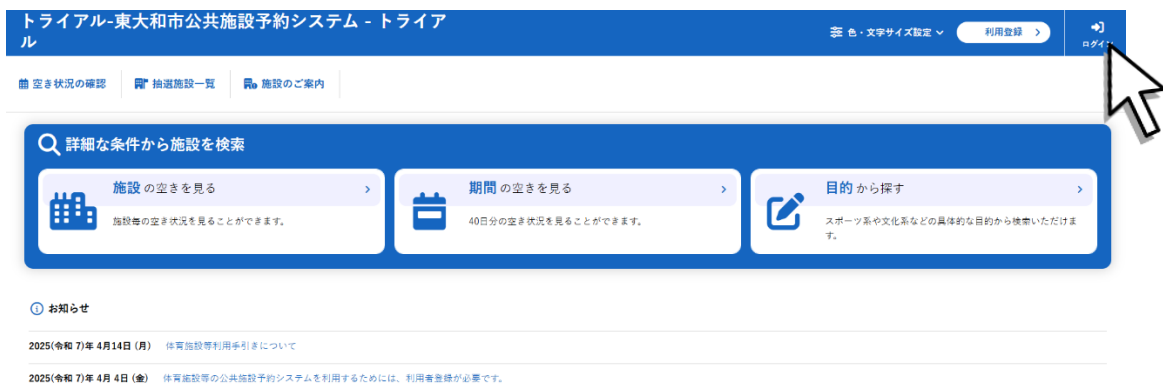 トライアル-東大和市公共施設予約システム - トライア
ル
色・文字サイズ設定
利用登録
ログイン
空き状況の確認
抽選施設一覧
施設のご案内
詳細な条件から施設を検索
施設 の空きを見る
施設毎の空き状況を見ることができます。
期間 の空きを見る
40日分の空き状況を見ることができます。
目的 から探す
スポーツ系や文化系などの具体的な目的から検索いただけま
す。
お知らせ
2025(令和 7)年 4月14日 (月) 体育施設等利用手引きについて
2025(令和 7)年 4月 4日 (金) 体育施設等の公共施設予約システムを利用するためには、利用者登録が必要です。